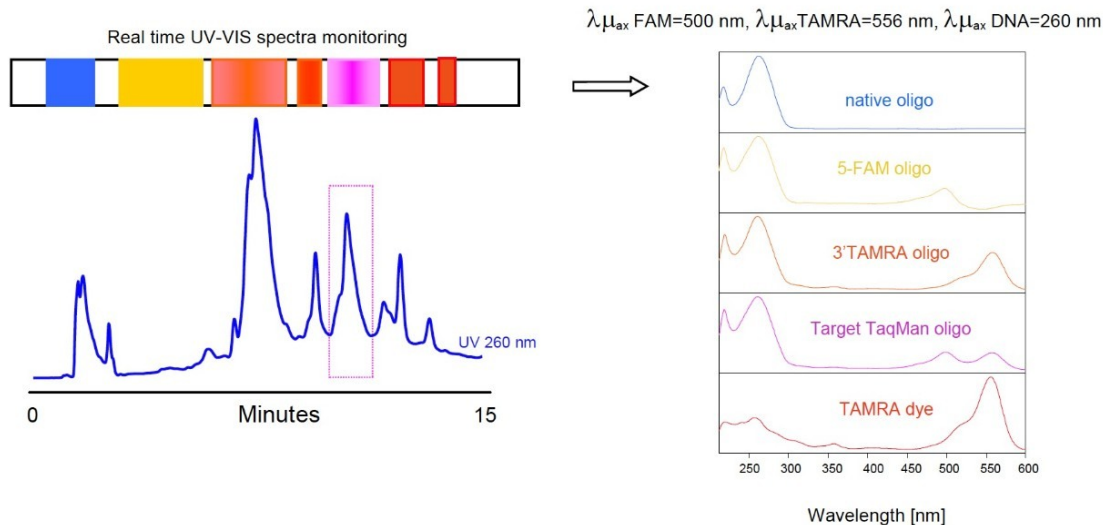 Real time UV-VIS spectra monitoring
UV 260 nm
0 Minutes 15
λμax FAM=500 nm, λμaxTAMRA=556 nm, λμax DNA=260 nm
native oligo
5-FAM oligo
3'TAMRA oligo
Target TaqMan oligo
TAMRA dye
250 300 350 400 450 500 550 600
Wavelength [nm]